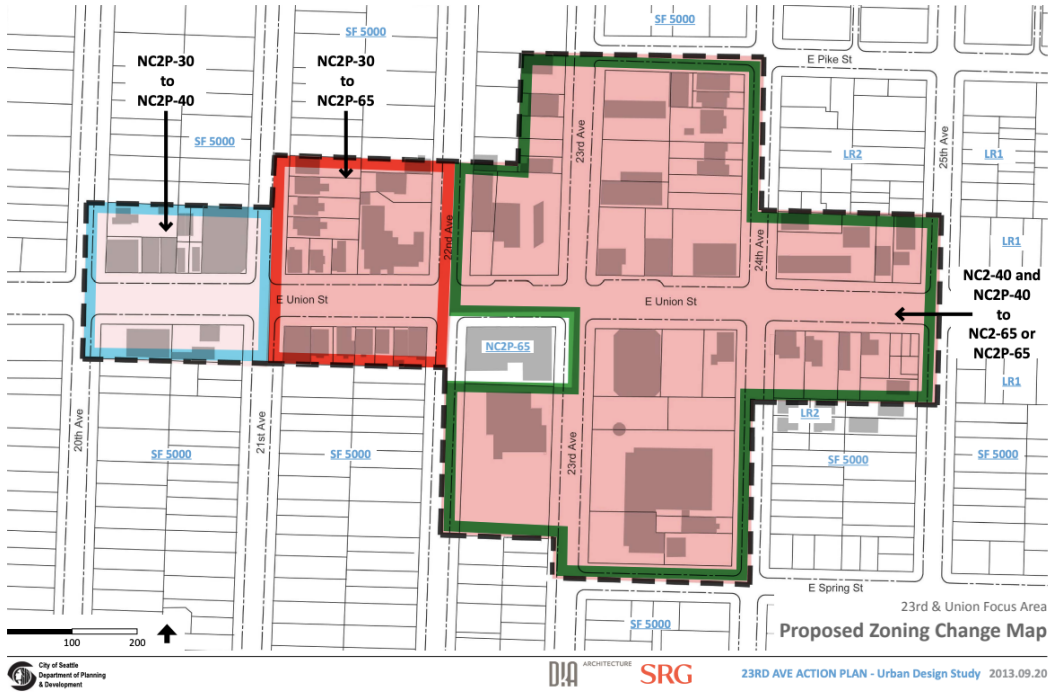 SF 5000
SF 5000
E Pike St
NC2P-30
to
NC2P-40
NC2P-30
to
NC2P-65
SF 5000
23rd Ave
25th Ave
LR2
LR1
22nd Ave
24th Ave
LR1
E Union St
E Union St
NC2-40 and
NC2P-40
to
NC2-65 or
NC2P-65
NC2P-65
LR1
20th Ave
21st Ave
23rd Ave
LR2
SF 5000
SF 5000
SF 5000
SF 5000
E Spring St
SF 5000
100 200
23rd & Union Focus Area
Proposed Zoning Change Map
City of Seattle
Department of Planning
& Development
D/A ARCHITECTURE SRG
23RD AVE ACTION PLAN - Urban Design Study 2013.09.20